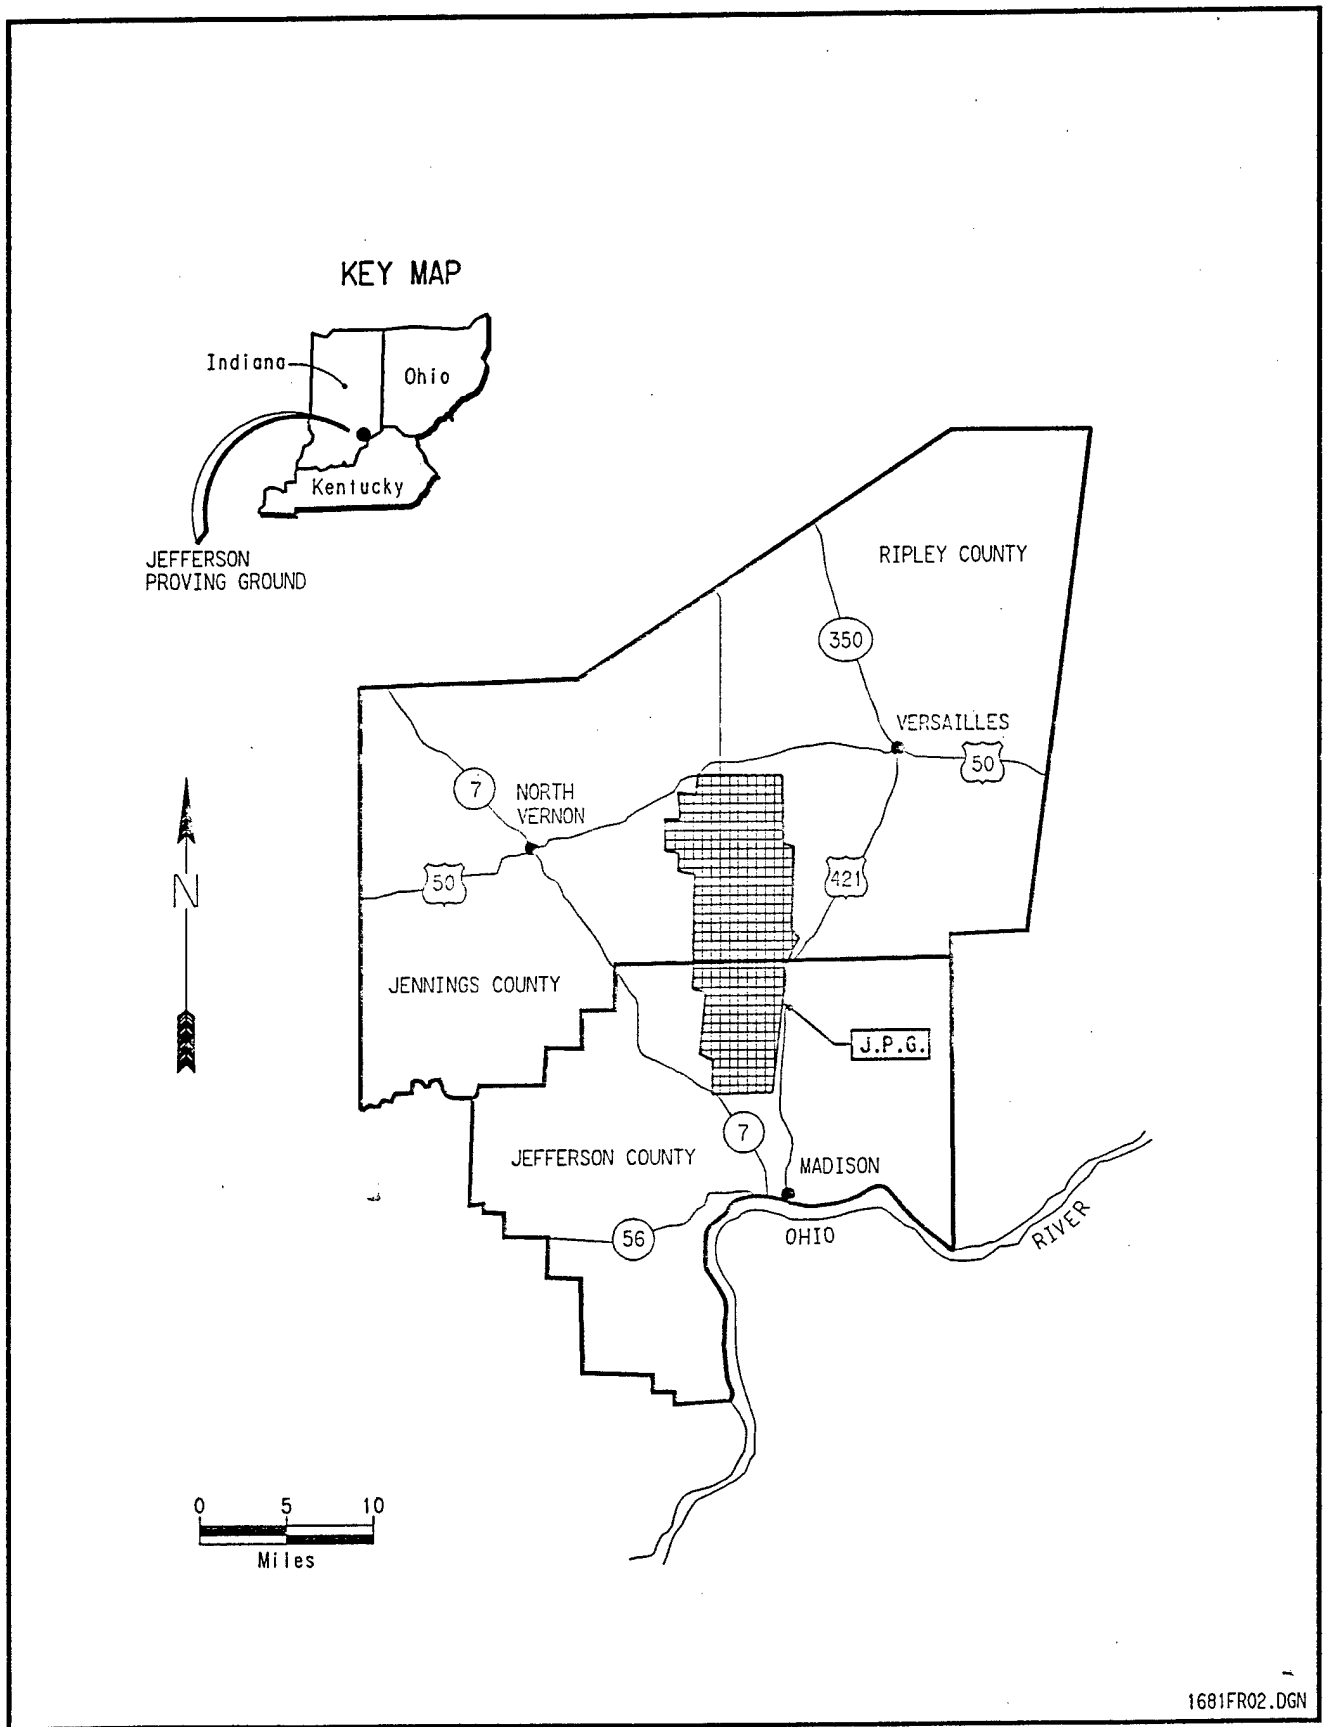 KEY MAP
Indiana
Ohio
Kentucky
JEFFERSON
PROVING GROUND
RIPLEY COUNTY
350
VERSAILLES
50
7
NORTH
VERNON
50
421
N
JENNINGS COUNTY
J.P.G.
7
JEFFERSON COUNTY
MADISON
56
OHIO
RIVER
0 5 10
Miles
1681FR02.DGN